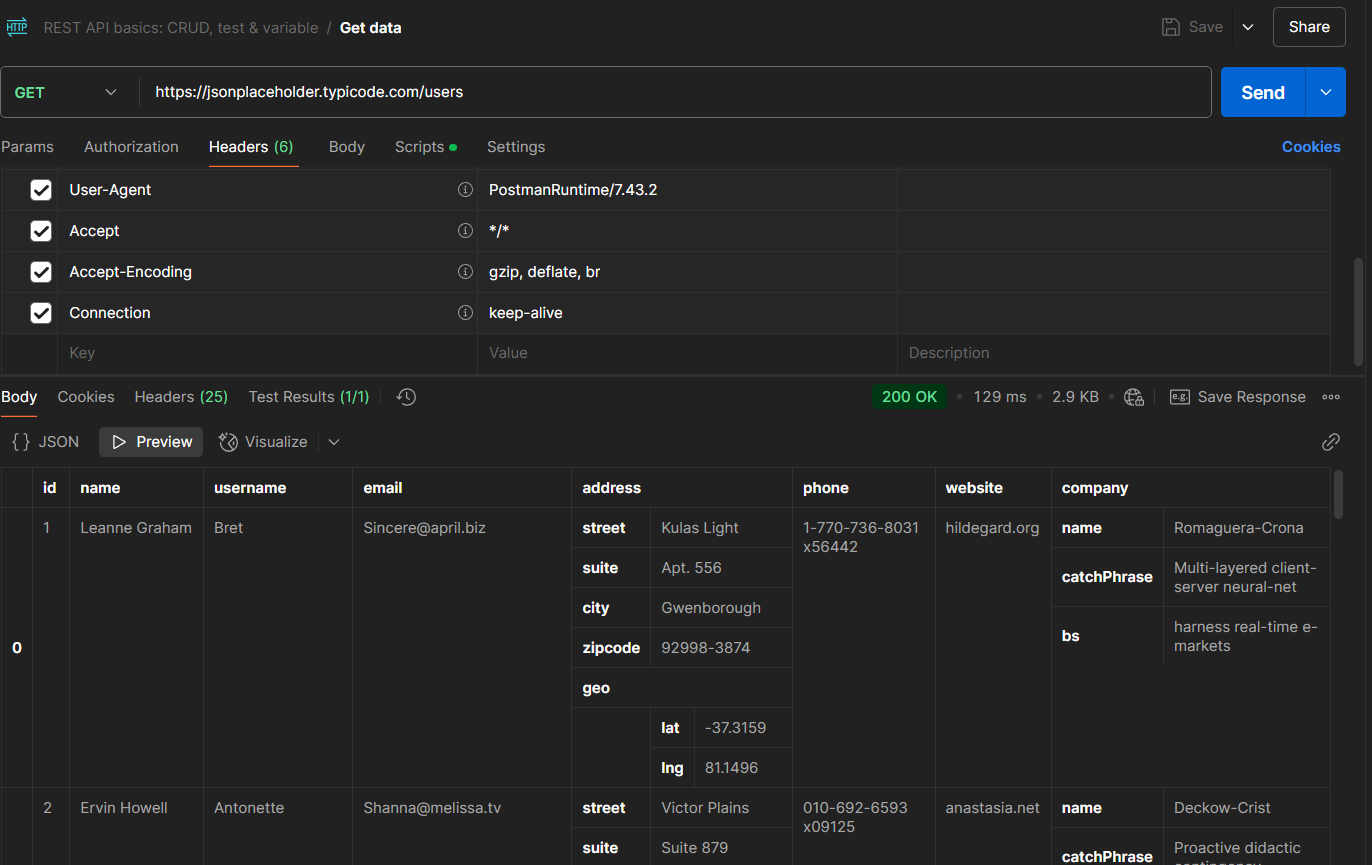 HTTP REST API basics: CRUD, test & variable / Get data Save Share
GET https://jsonplaceholder.typicode.com/users Send
Params Authorization Headers (6) Body Scripts Settings Cookies
User-Agent PostmanRuntime/7.43.2
Accept */*
Accept-Encoding gzip, deflate, br
Connection keep-alive
Key Value Description
Body Cookies Headers (25) Test Results (1/1) 200 OK • 129 ms • 2.9 KB • e.g. Save Response
{} JSON Preview Visualize
id name username email address phone website company
1 Leanne Graham Bret Sincere@april.biz street Kulas Light 1-770-736-8031 hildegard.org name Romaguera-Crona
x56442
suite Apt. 556 catchPhrase Multi-layered client-
server neural-net
city Gwenborough
bs harness real-time e-
markets
0 zipcode 92998-3874
geo
lat -37.3159
lng 81.1496
2 Ervin Howell Antonette Shanna@melissa.tv street Victor Plains 010-692-6593 anastasia.net name Deckow-Crist
x09125
suite Suite 879 catchPhrase Proactive didactic